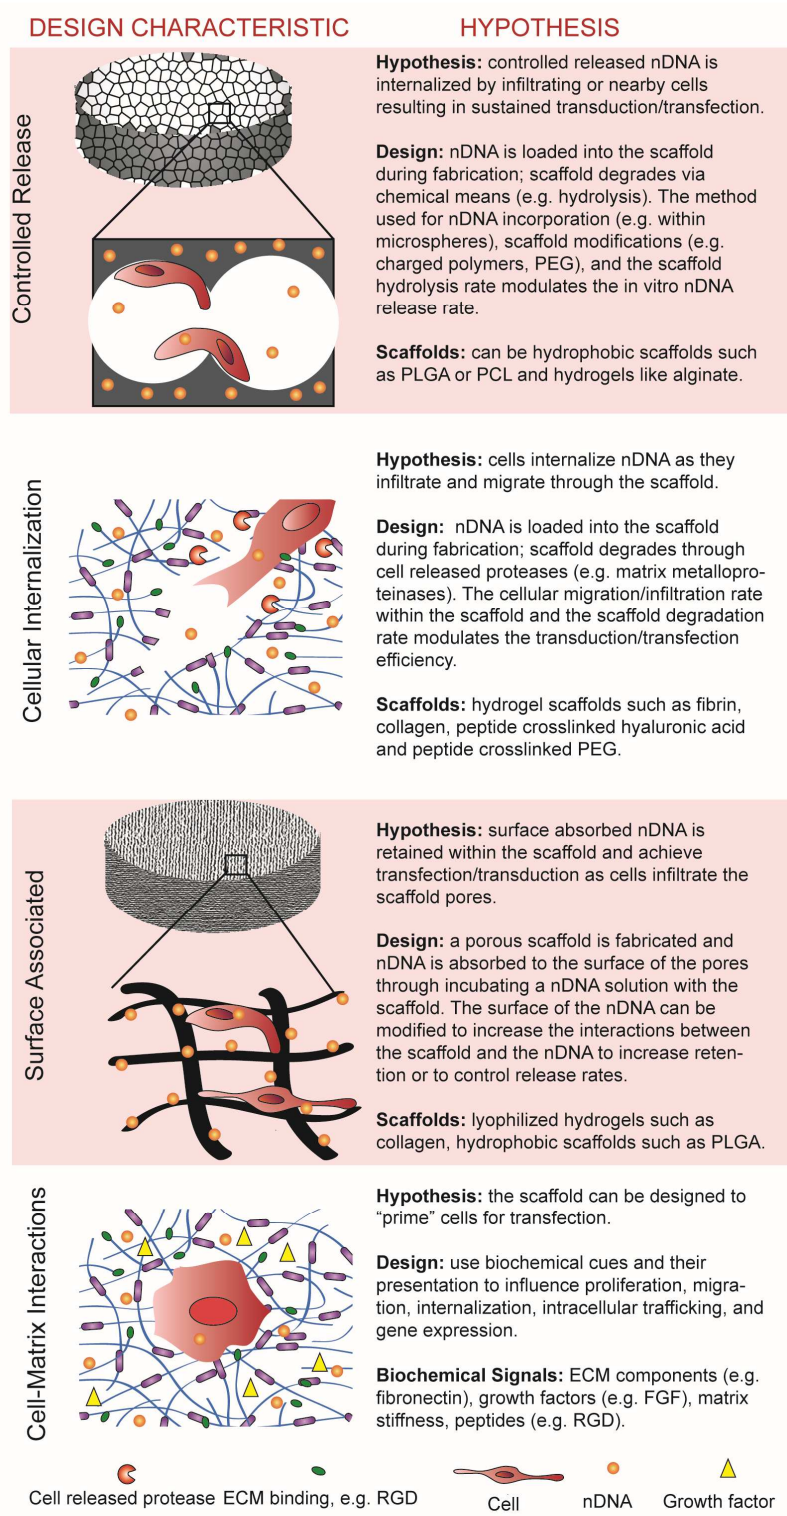 DESIGN CHARACTERISTIC
HYPOTHESIS
Controlled Release
Hypothesis: controlled released nDNA is
internalized by infiltrating or nearby cells
resulting in sustained transduction/transfection.
Design: nDNA is loaded into the scaffold
during fabrication; scaffold degrades via
chemical means (e.g. hydrolysis). The method
used for nDNA incorporation (e.g. within
microspheres), scaffold modifications (e.g.
charged polymers, PEG), and the scaffold
hydrolysis rate modulates the in vitro nDNA
release rate.
Scaffolds: can be hydrophobic scaffolds such
as PLGA or PCL and hydrogels like alginate.
Cellular Internalization
Hypothesis: cells internalize nDNA as they
infiltrate and migrate through the scaffold.
Design: nDNA is loaded into the scaffold
during fabrication; scaffold degrades through
cell released proteases (e.g. matrix metallopro-
teinases). The cellular migration/infiltration rate
within the scaffold and the scaffold degradation
rate modulates the transduction/transfection
efficiency.
Scaffolds: hydrogel scaffolds such as fibrin,
collagen, peptide crosslinked hyaluronic acid
and peptide crosslinked PEG.
Surface Associated
Hypothesis: surface absorbed nDNA is
retained within the scaffold and achieve
transfection/transduction as cells infiltrate the
scaffold pores.
Design: a porous scaffold is fabricated and
nDNA is absorbed to the surface of the pores
through incubating a nDNA solution with the
scaffold. The surface of the nDNA can be
modified to increase the interactions between
the scaffold and the nDNA to increase reten-
tion or to control release rates.
Scaffolds: lyophilized hydrogels such as
collagen, hydrophobic scaffolds such as PLGA.
Cell-Matrix Interactions
Hypothesis: the scaffold can be designed to
“prime” cells for transfection.
Design: use biochemical cues and their
presentation to influence proliferation, migra-
tion, internalization, intracellular trafficking, and
gene expression.
Biochemical Signals: ECM components (e.g.
fibronectin), growth factors (e.g. FGF), matrix
stiffness, peptides (e.g. RGD).
Cell released protease
ECM binding, e.g. RGD
Cell
nDNA
Growth factor